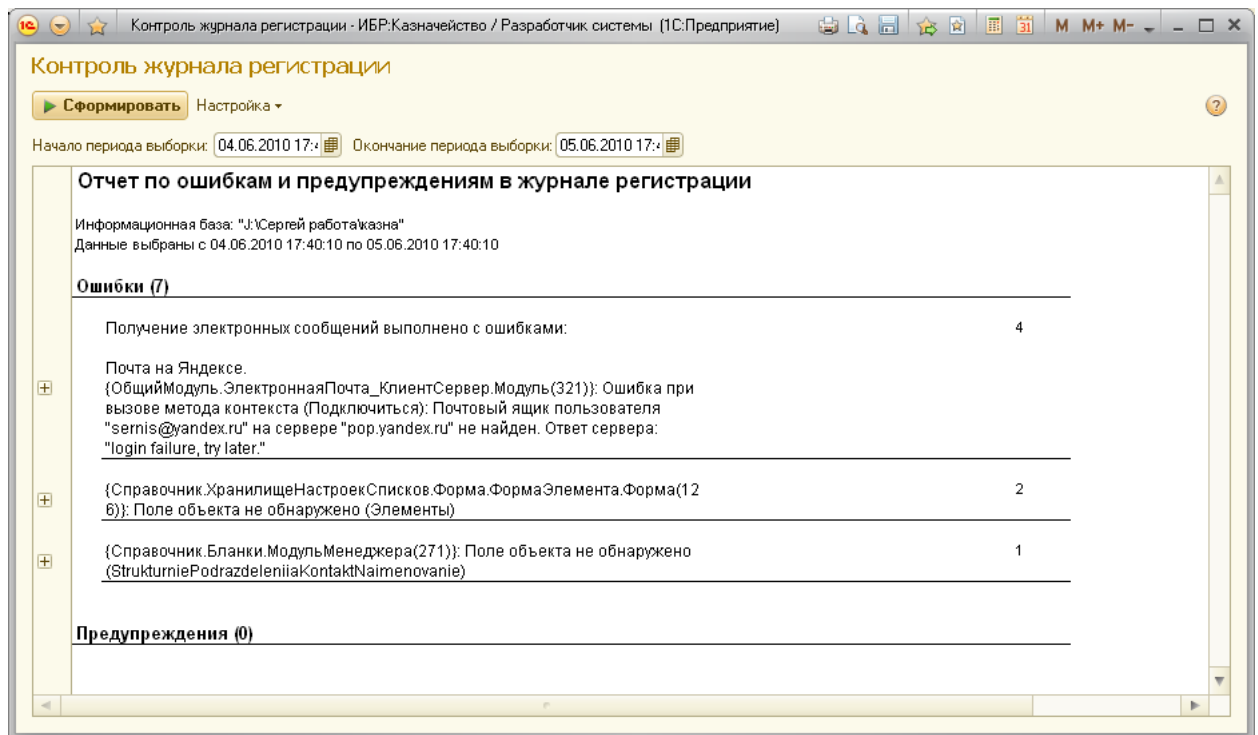 1С Контроль журнала регистрации - ИБР:Казначейство / Разработчик системы (1С:Предприятие) 31 M M+ M-
Контроль журнала регистрации
Сформировать Настройка ?
Начало периода выборки: 04.06.2010 17:4 Окончание периода выборки: 05.06.2010 17:4
Отчет по ошибкам и предупреждениям в журнале регистрации
Информационная база: "J:\Сергей работа\казна"
Данные выбраны с 04.06.2010 17:40:10 по 05.06.2010 17:40:10
Ошибки (7)
Получение электронных сообщений выполнено с ошибками: 4
Почта на Яндексе.
{ОбщийМодуль.ЭлектроннаяПочта_КлиентСервер.Модуль(321)}: Ошибка при
вызове метода контекста (Подключиться): Почтовый ящик пользователя
"sernis@yandex.ru" на сервере "pop.yandex.ru" не найден. Ответ сервера:
"login failure, try later."
{Справочник.ХранилищеНастроекСписков.Форма.ФормаЭлемента.Форма(12 2
6)}: Поле объекта не обнаружено (Элементы)
{Справочник.Бланки.МодульМенеджера(271)}: Поле объекта не обнаружено 1
(StrukturniePodrazdeleniiaKontaktNaimenovanie)
Предупреждения (0)